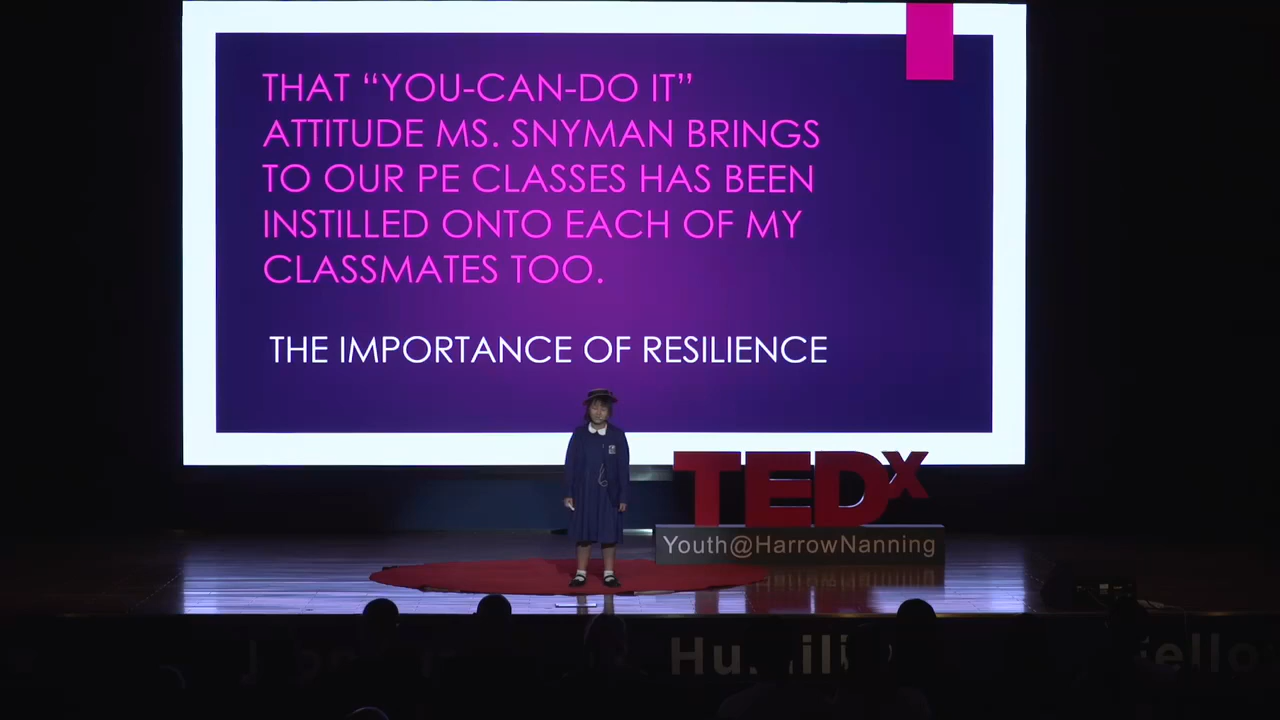 THAT “YOU-CAN-DO IT”
ATTITUDE MS. SNYMAN BRINGS
TO OUR PE CLASSES HAS BEEN
INSTILLED ONTO EACH OF MY
CLASSMATES TOO.
THE IMPORTANCE OF RESILIENCE
TEDx
Youth@HarrowNanning